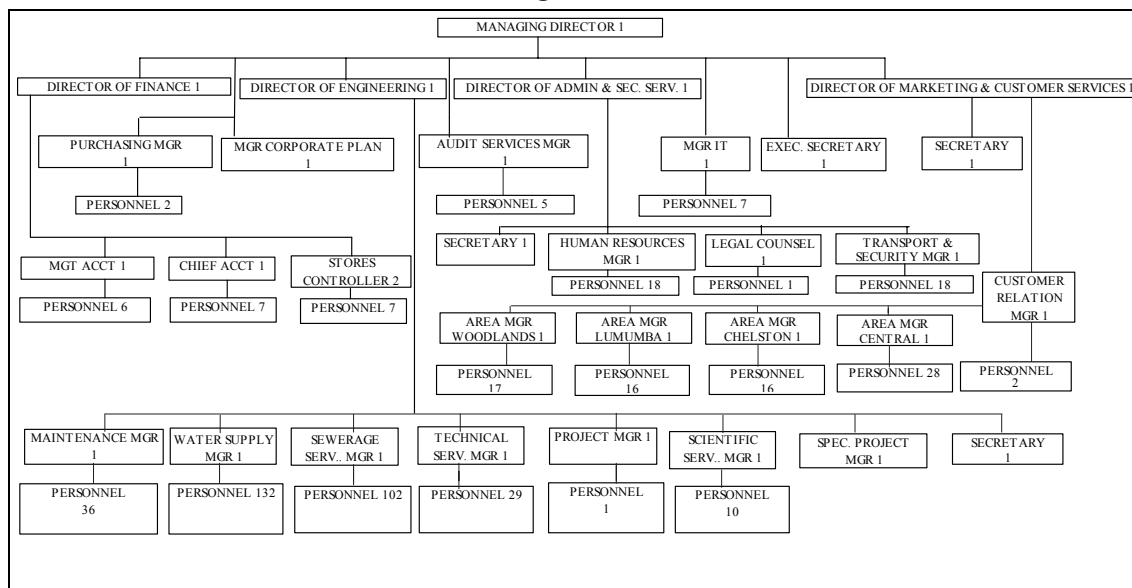 MANAGING DIRECTOR 1
DIRECTOR OF FINANCE 1
DIRECTOR OF ENGINEERING 1
DIRECTOR OF ADMIN & SEC. SERV. 1
DIRECTOR OF MARKETING & CUSTOMER SERVICES 1
PURCHASING MGR
1
MGR CORPORATE PLAN
1
AUDIT SERVICES MGR
1
MGR IT
1
EXEC. SECRETARY
1
SECRETARY
1
PERSONNEL 2
PERSONNEL 5
PERSONNEL 7
MGT ACCT 1
CHIEF ACCT 1
STORES
CONTROLLER 2
SECRETARY 1
HUMAN RESOURCES
MGR 1
LEGAL COUNSEL
1
TRANSPORT &
SECURITY MGR 1
CUSTOMER
RELATION
MGR 1
PERSONNEL 6
PERSONNEL 7
PERSONNEL 7
PERSONNEL 18
PERSONNEL 1
PERSONNEL 18
AREA MGR
WOODLANDS 1
AREA MGR
LUMUMBA 1
AREA MGR
CHELSTON 1
AREA MGR
CENTRAL 1
PERSONNEL
17
PERSONNEL
16
PERSONNEL
16
PERSONNEL 28
PERSONNEL
2
MAINTENANCE MGR
1
WATER SUPPLY
MGR 1
SEWERAGE
SERV.. MGR 1
TECHNICAL
SERV. MGR 1
PROJECT MGR 1
SCIENTIFIC
SERV.. MGR 1
SPEC. PROJECT
MGR 1
SECRETARY
1
PERSONNEL
36
PERSONNEL 132
PERSONNEL 102
PERSONNEL 29
PERSONNEL
1
PERSONNEL
10